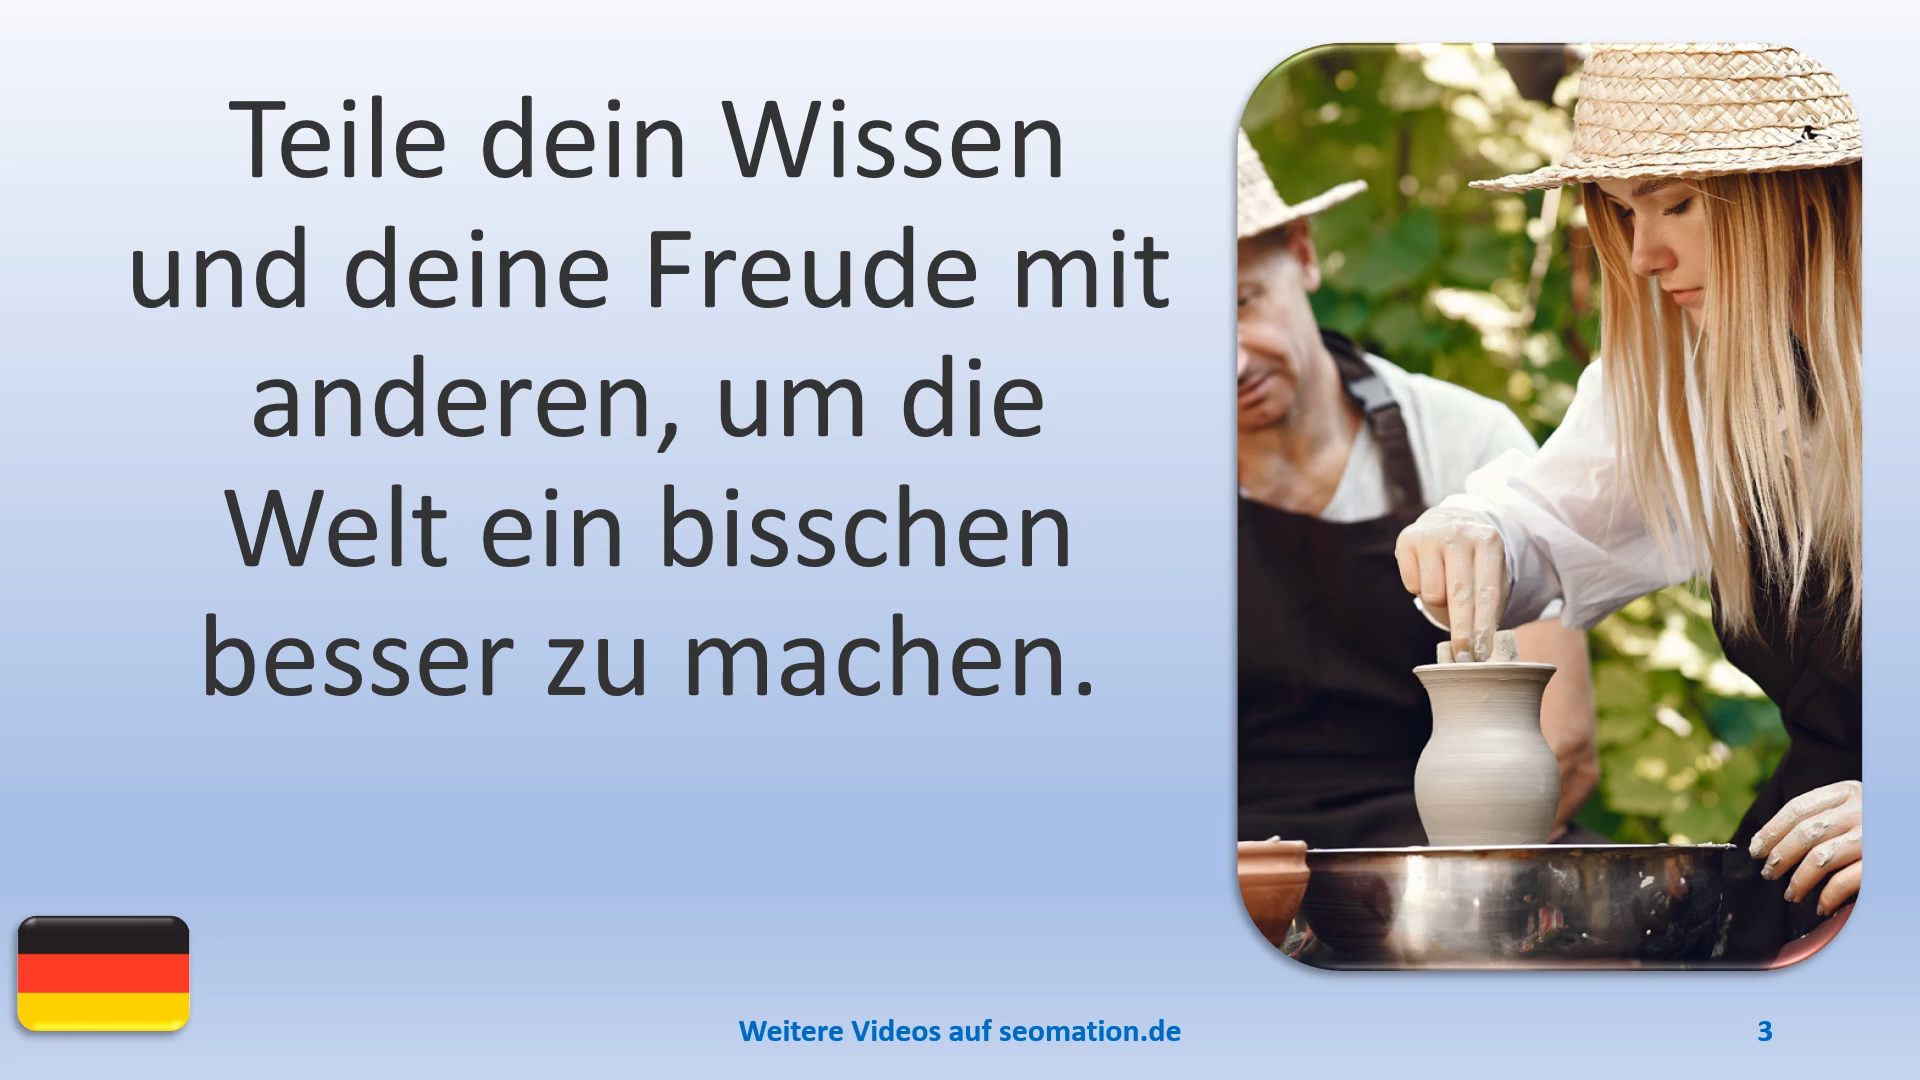 Teile dein Wissen
und deine Freude mit
anderen, um die
Welt ein bisschen
besser zu machen.
Weitere Videos auf seomation.de
3